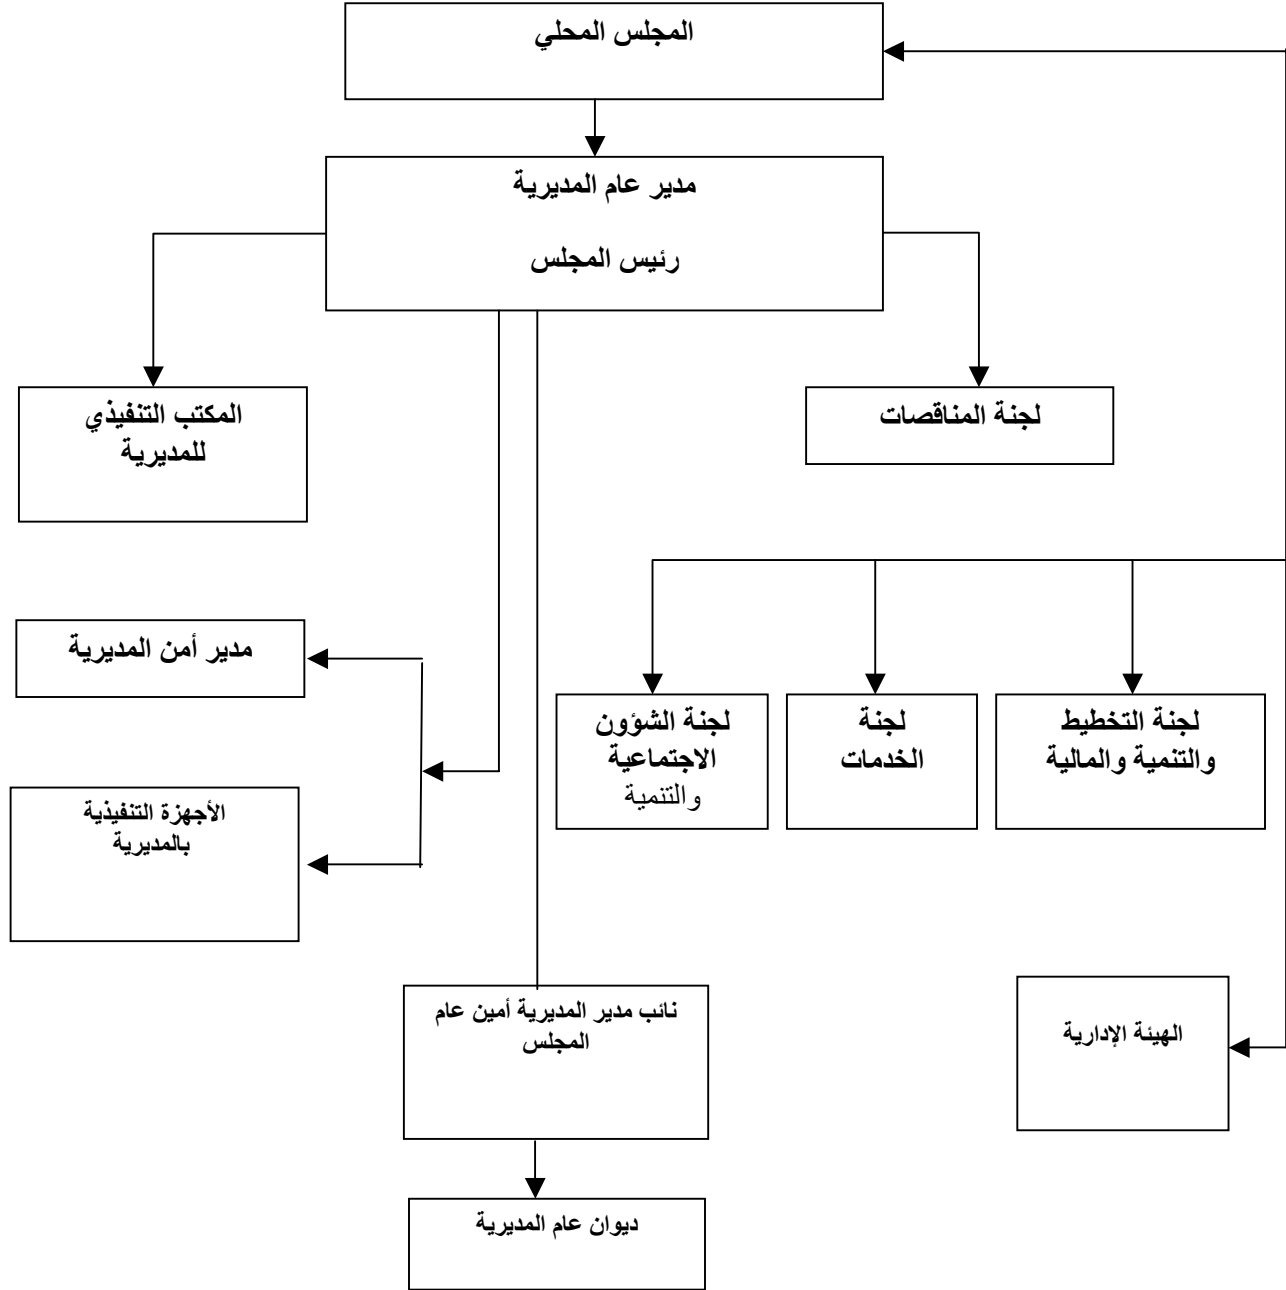 المجلس المحلي
مدير عام المديرية
رئيس المجلس
لجنة المناقصات
المكتب التنفيذي
للمديرية
مدير أمن المديرية
لجنة التخطيط
والتنمية والمالية
لجنة
الخدمات
لجنة الشؤون
الاجتماعية
والتنمية
الأجهزة التنفيذية
بالمديرية
الهيئة الإدارية
نائب مدير المديرية أمين عام
المجلس
ديوان عام المديرية